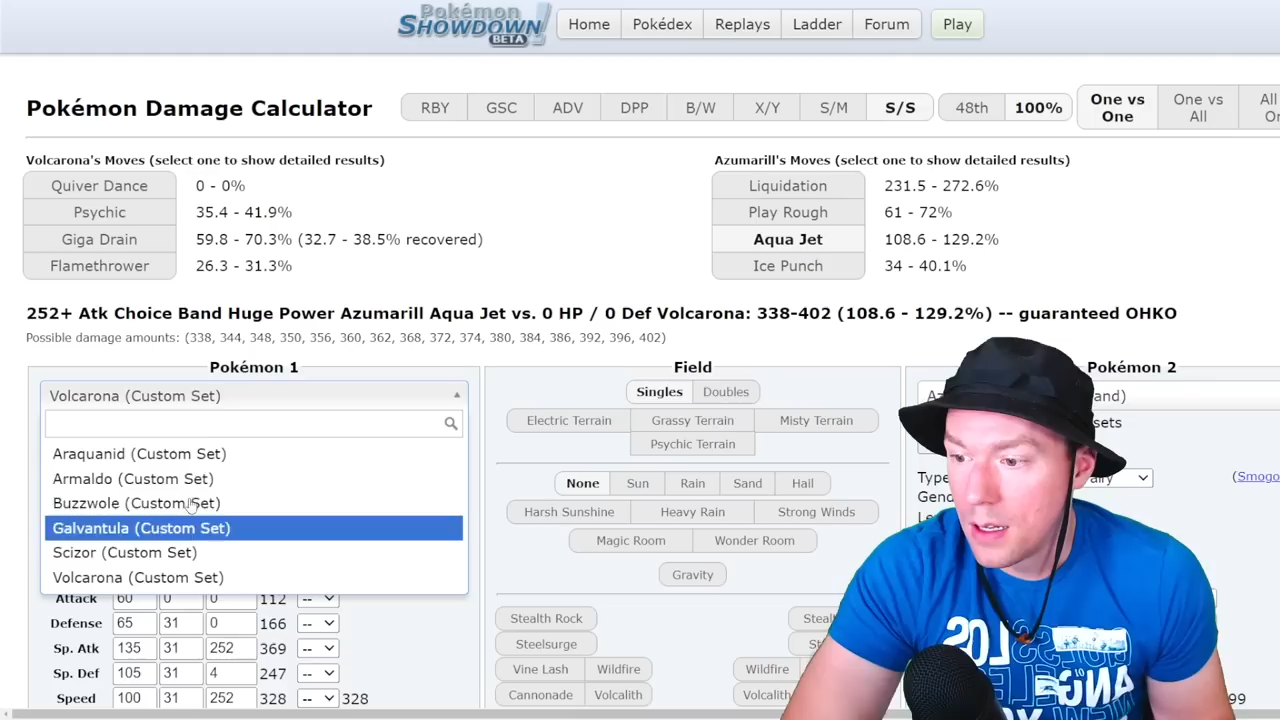 Pokémon
SHOWDOWN!
BETA
Home
Pokédex
Replays
Ladder
Forum
Play
Pokémon Damage Calculator
RBY
GSC
ADV
DPP
B/W
X/Y
S/M
S/S
48th
100%
One vs
One
One vs
All
All
Volcarona's Moves (select one to show detailed results)
Quiver Dance 0 - 0%
Psychic 35.4 - 41.9%
Giga Drain 59.8 - 70.3% (32.7 - 38.5% recovered)
Flamethrower 26.3 - 31.3%
Azumarill's Moves (select one to show detailed results)
Liquidation 231.5 - 272.6%
Play Rough 61 - 72%
Aqua Jet 108.6 - 129.2%
Ice Punch 34 - 40.1%
252+ Atk Choice Band Huge Power Azumarill Aqua Jet vs. 0 HP / 0 Def Volcarona: 338-402 (108.6 - 129.2%) -- guaranteed OHKO
Possible damage amounts: (338, 344, 348, 350, 356, 360, 362, 368, 372, 374, 380, 384, 386, 392, 396, 402)
Pokémon 1
Volcarona (Custom Set)
Araquanid (Custom Set)
Armaldo (Custom Set)
Buzzwole (Custom Set)
Galvantula (Custom Set)
Scizor (Custom Set)
Volcarona (Custom Set)
Attack 60 0 0 112 --
Defense 65 31 0 166 --
Sp. Atk 135 31 252 369 --
Sp. Def 105 31 4 247 --
Speed 100 31 252 328 -- 328
Field
Singles
Doubles
Electric Terrain
Grassy Terrain
Misty Terrain
Psychic Terrain
None
Sun
Rain
Sand
Hail
Harsh Sunshine
Heavy Rain
Strong Winds
Magic Room
Wonder Room
Gravity
Stealth Rock
Steelsurge
Vine Lash
Wildfire
Wildfire
Cannonade
Volcalith
Volcalith
Pokémon 2